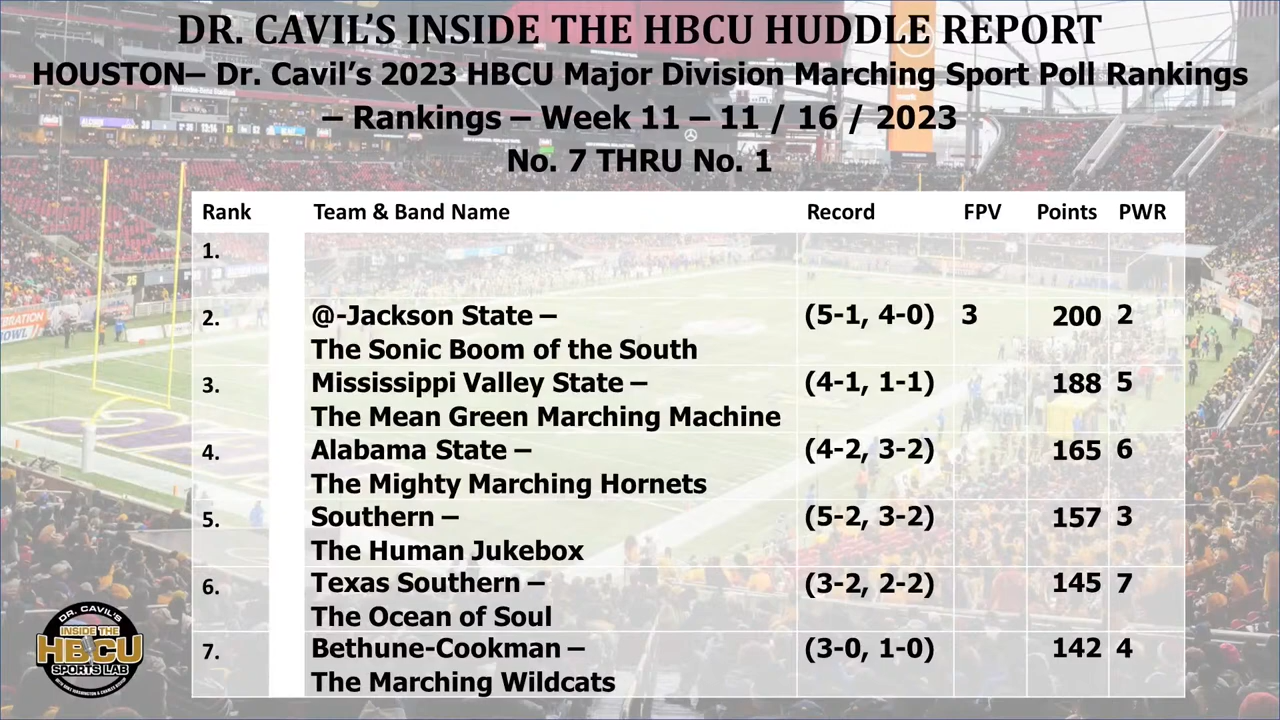 DR. CAVIL'S INSIDE THE HBCU HUDDLE REPORT
HOUSTON– Dr. Cavil's 2023 HBCU Major Division Marching Sport Poll Rankings
– Rankings – Week 11 – 11 / 16 / 2023
No. 7 THRU No. 1
Rank Team & Band Name Record FPV Points PWR
1.
2. @-Jackson State – (5-1, 4-0) 3 200 2
The Sonic Boom of the South
3. Mississippi Valley State – (4-1, 1-1) 188 5
The Mean Green Marching Machine
4. Alabama State – (4-2, 3-2) 165 6
The Mighty Marching Hornets
5. Southern – (5-2, 3-2) 157 3
The Human Jukebox
6. Texas Southern – (3-2, 2-2) 145 7
The Ocean of Soul
7. Bethune-Cookman – (3-0, 1-0) 142 4
The Marching Wildcats
DR. CAVIL'S
INSIDE THE
HBCU
SPORTS LAB